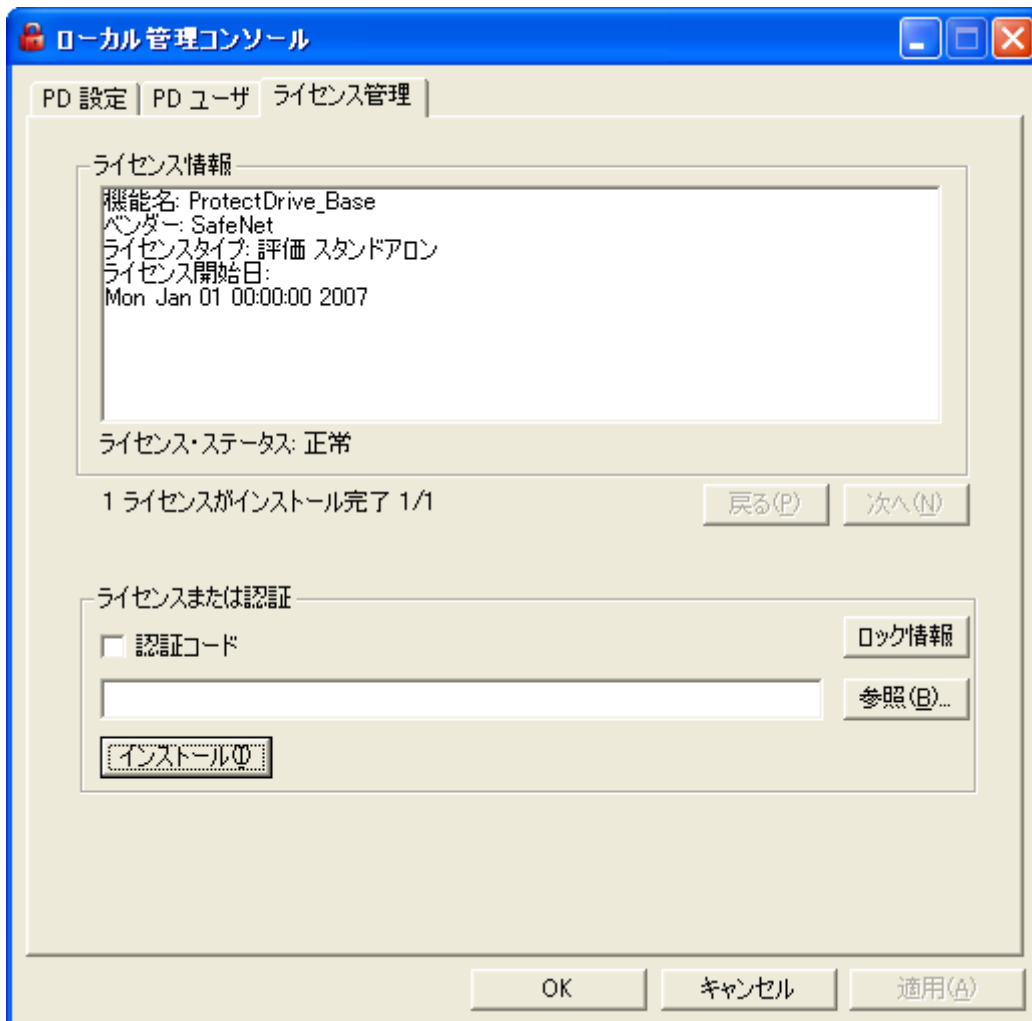 ローカル管理コンソール
PD 設定
PD ユーザ
ライセンス管理
ライセンス情報
機能名: ProtectDrive_Base
ベンダー: SafeNet
ライセンスタイプ: 評価 スタンドアロン
ライセンス開始日:
Mon Jan 01 00:00:00 2007
ライセンス・ステータス: 正常
1 ライセンスがインストール完了 1/1
戻る(P)
次へ(N)
ライセンスまたは認証
認証コード
ロック情報
参照(B)...
インストール(I)
OK
キャンセル
適用(A)